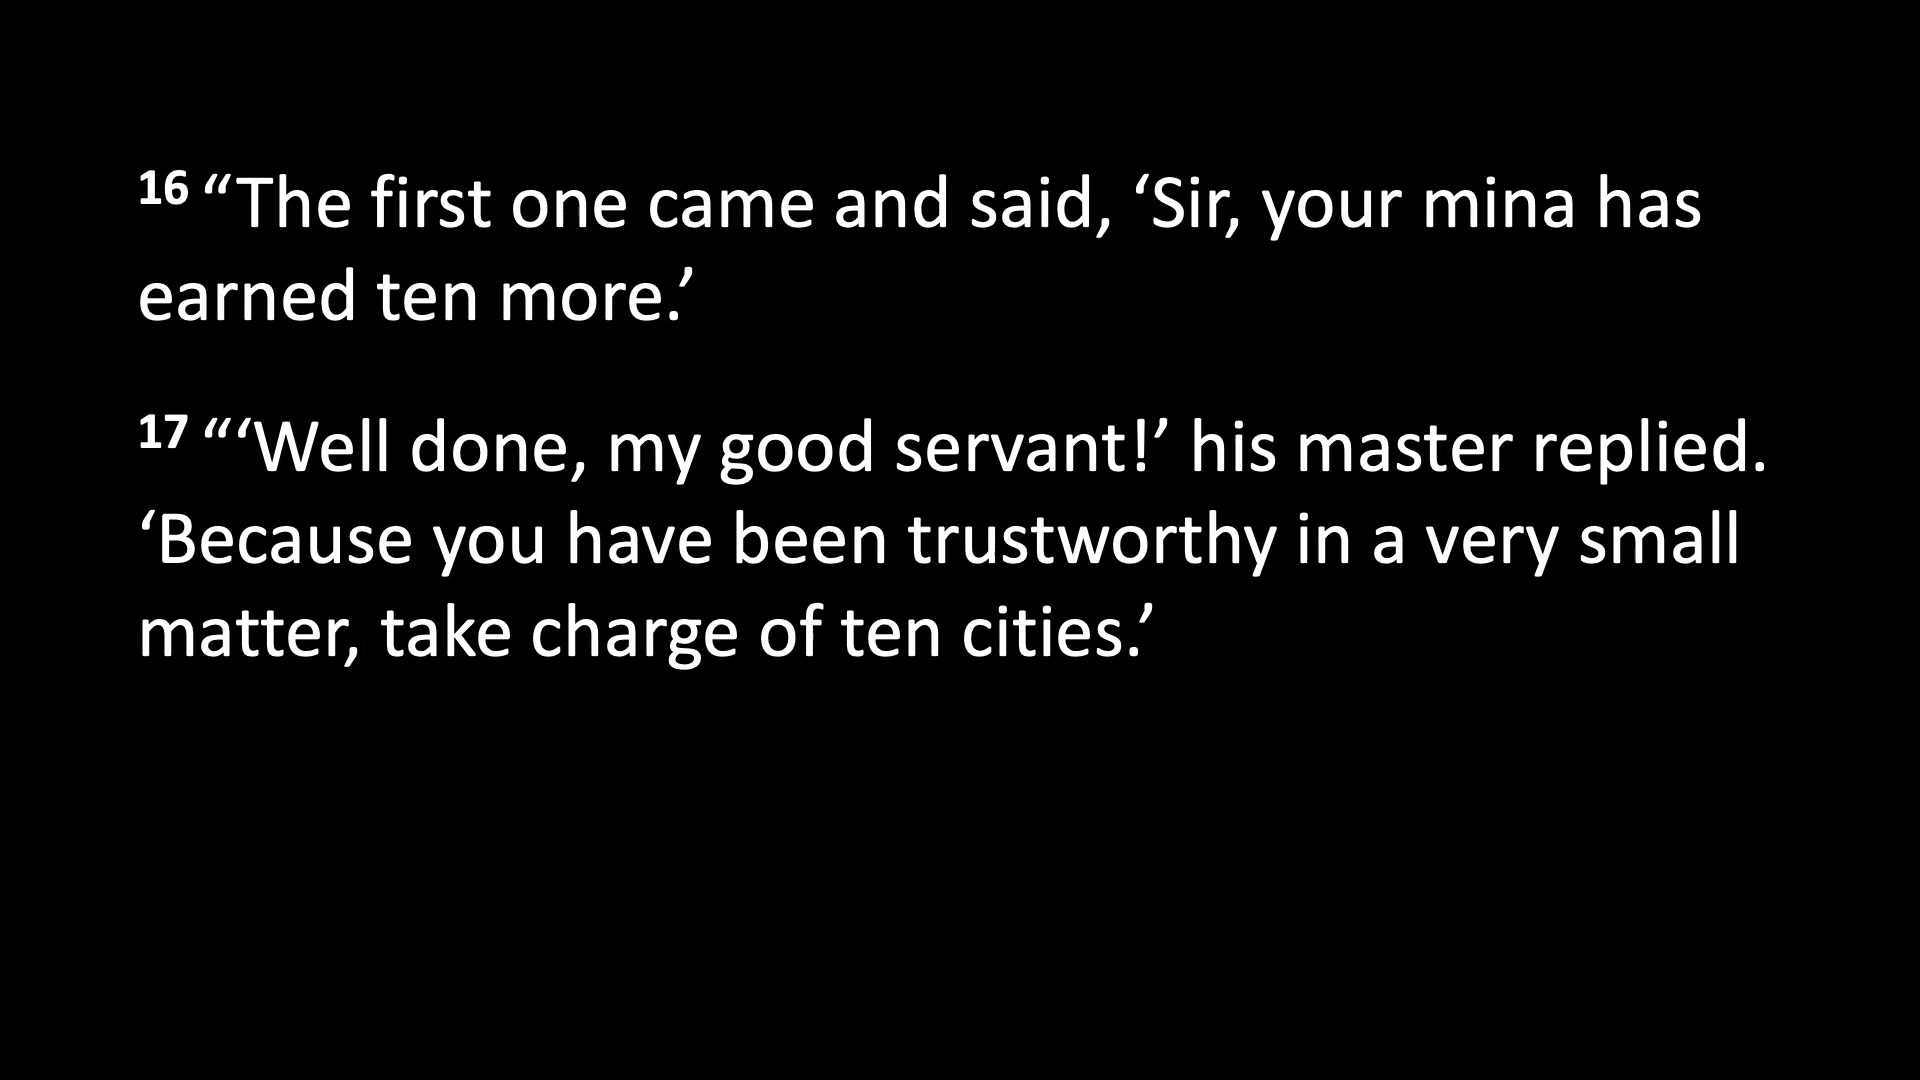 16 “The first one came and said, ‘Sir, your mina has
earned ten more.’
17 “‘Well done, my good servant!’ his master replied.
‘Because you have been trustworthy in a very small
matter, take charge of ten cities.’